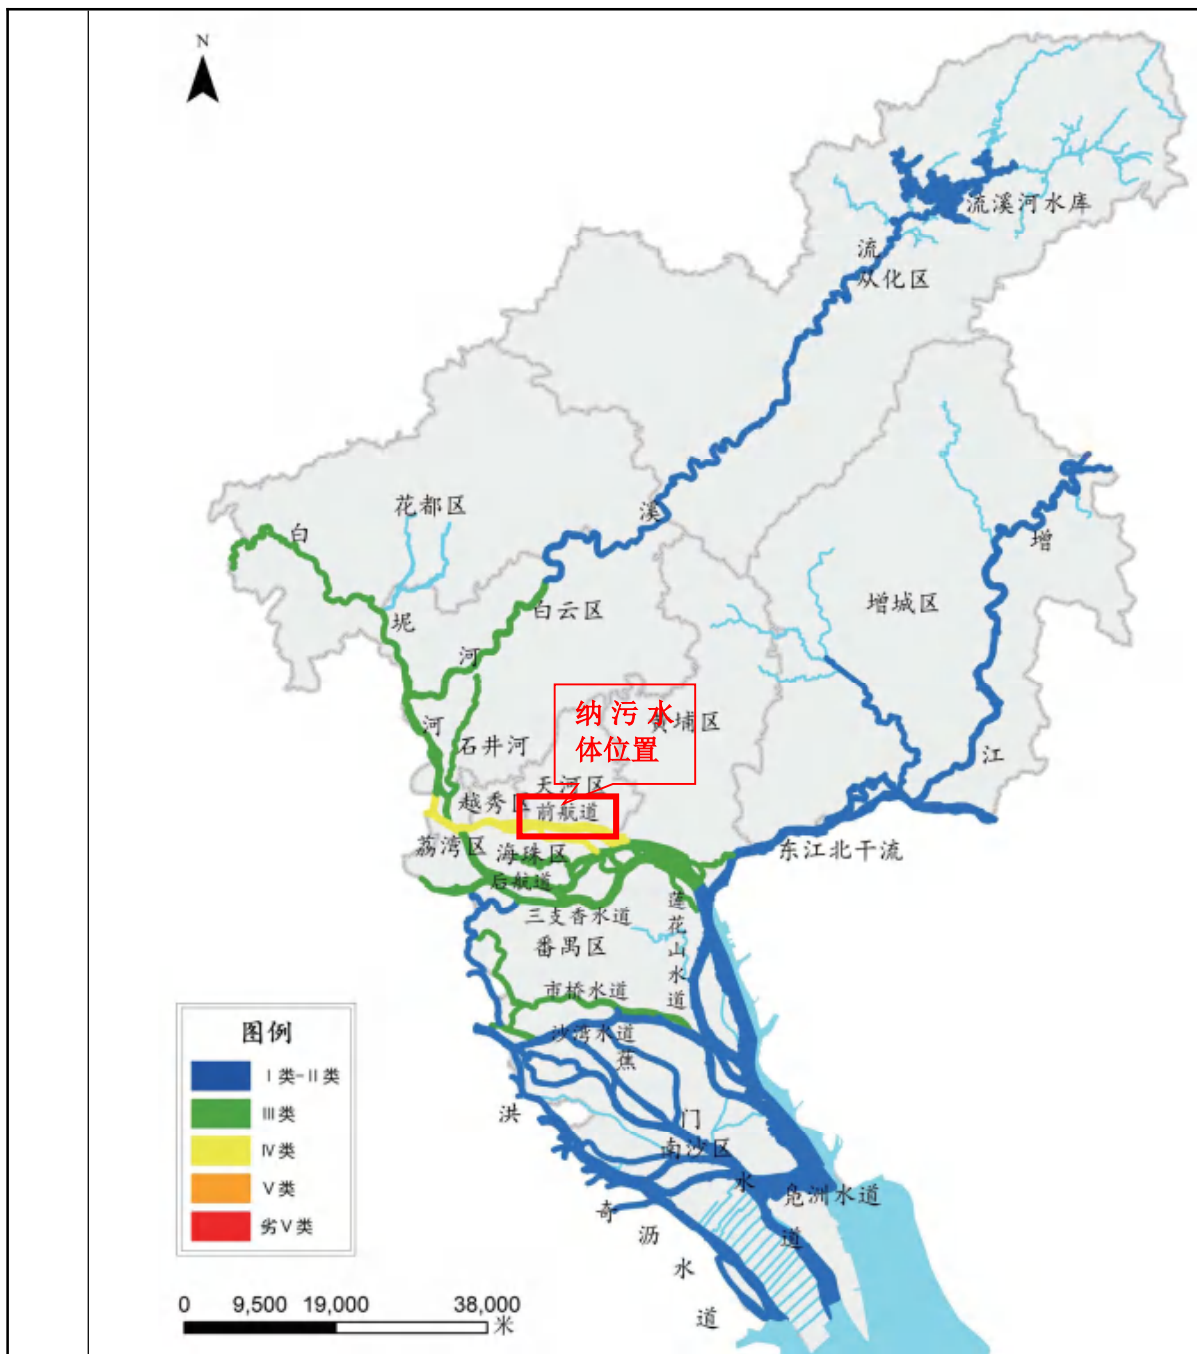 N
流溪河水库
流
从化区
花都区
白
溪
增
坭
白云区
增城区
河
纳污水
体位置
黄埔区
河
石井河
江
天河区
越秀区
前航道
荔湾区
海珠区
东江北干流
后航道
莲花山水道
三支香水道
番禺区
市桥水道
沙湾水道
蕉
图例
I类-II类
III类
IV类
V类
劣V类
洪
门
南沙区
水
凫洲水道
奇
沥
道
水
道
0 9,500 19,000 38,000
米